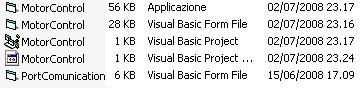 MotorControl 56 KB Applicazione 02/07/2008 23.17
MotorControl 28 KB Visual Basic Form File 02/07/2008 23.16
MotorControl 1 KB Visual Basic Project 02/07/2008 23.17
MotorControl 1 KB Visual Basic Project ... 02/07/2008 23.24
PortComunication 6 KB Visual Basic Form File 15/06/2008 17.09